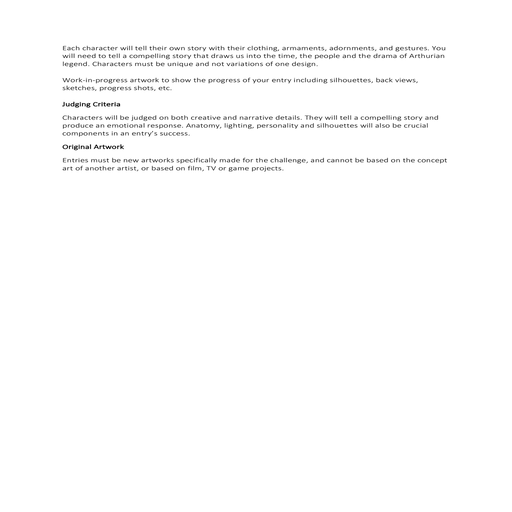 Each character will tell their own story with their clothing, armaments, adornments, and gestures. You
will need to tell a compelling story that draws us into the time, the people and the drama of Arthurian
legend. Characters must be unique and not variations of one design.
Work-in-progress artwork to show the progress of your entry including silhouettes, back views,
sketches, progress shots, etc.
Judging Criteria
Characters will be judged on both creative and narrative details. They will tell a compelling story and
produce an emotional response. Anatomy, lighting, personality and silhouettes will also be crucial
components in an entry's success.
Original Artwork
Entries must be new artworks specifically made for the challenge, and cannot be based on the concept
art of another artist, or based on film, TV or game projects.